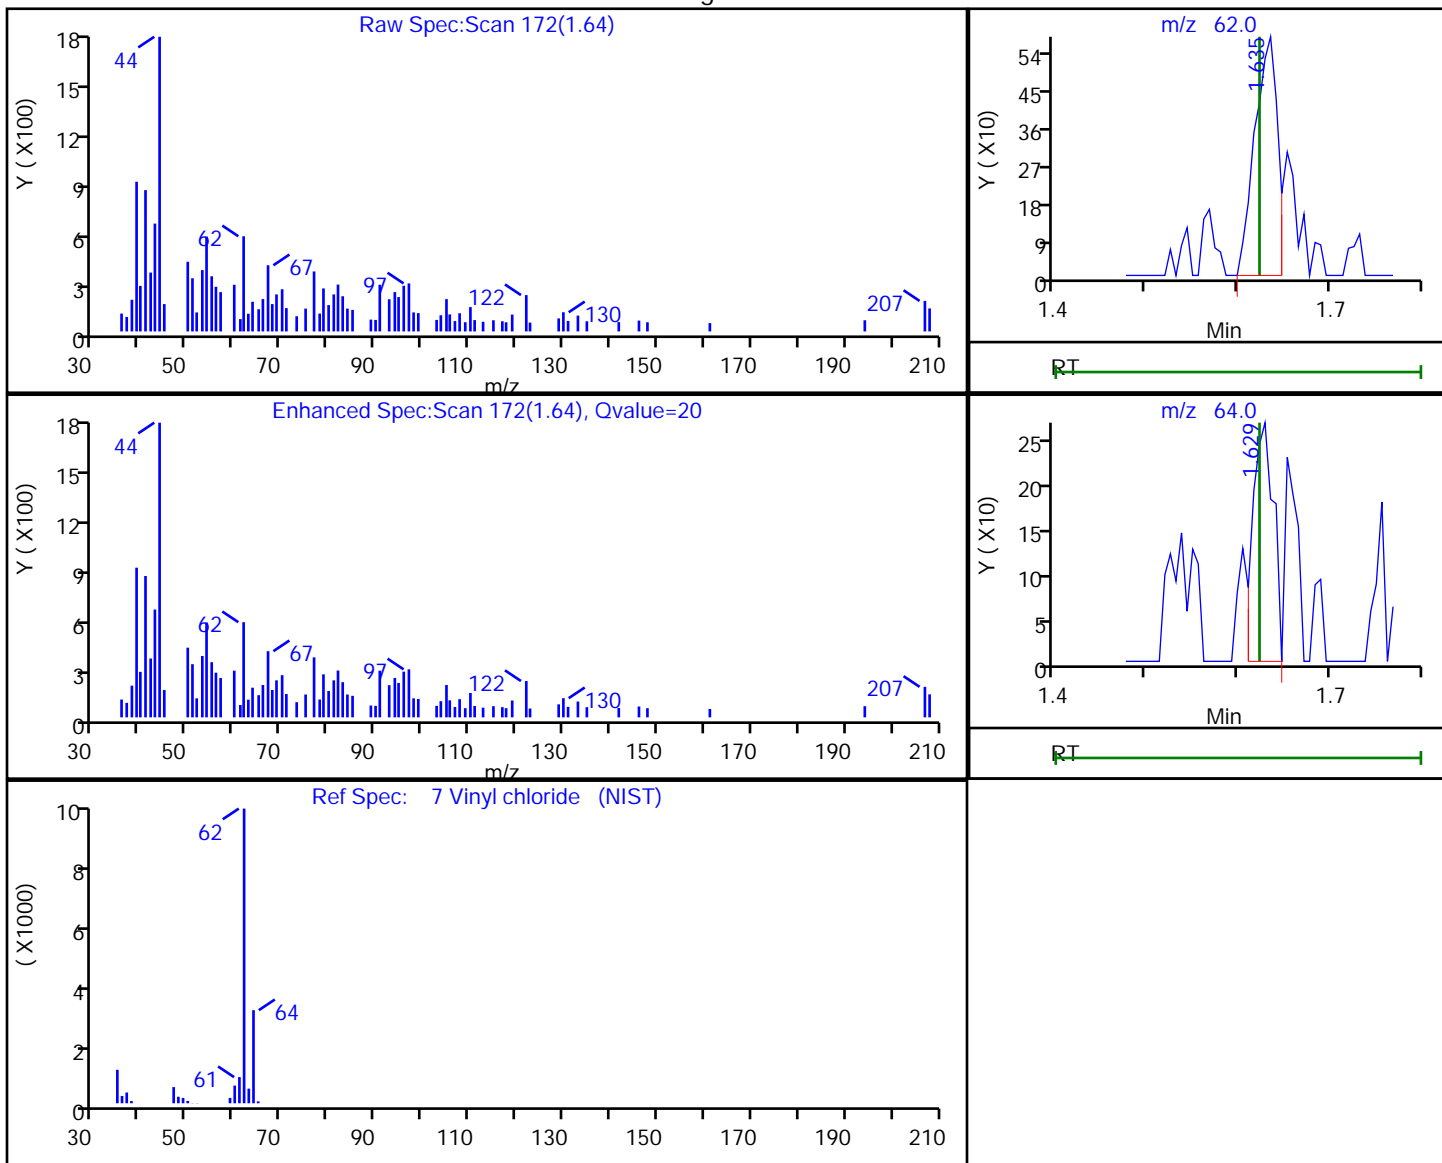 Raw Spec:Scan 172(1.64)
Y ( X100)
18
15
12
9
6
3
0
44
62
67
97
122
130
207
30 50 70 90 110 130 150 170 190 210
m/z
m/z 62.0
Y ( X10)
54
45
36
27
18
9
0
1.635
1.4 1.7
Min
RT
Enhanced Spec:Scan 172(1.64), Qvalue=20
Y ( X100)
18
15
12
9
6
3
0
44
62
67
97
122
130
207
30 50 70 90 110 130 150 170 190 210
m/z
m/z 64.0
Y ( X10)
25
20
15
10
5
0
1.629
1.4 1.7
Min
RT
Ref Spec: 7 Vinyl chloride (NIST)
( X1000)
10
8
6
4
2
0
62
64
61
30 50 70 90 110 130 150 170 190 210